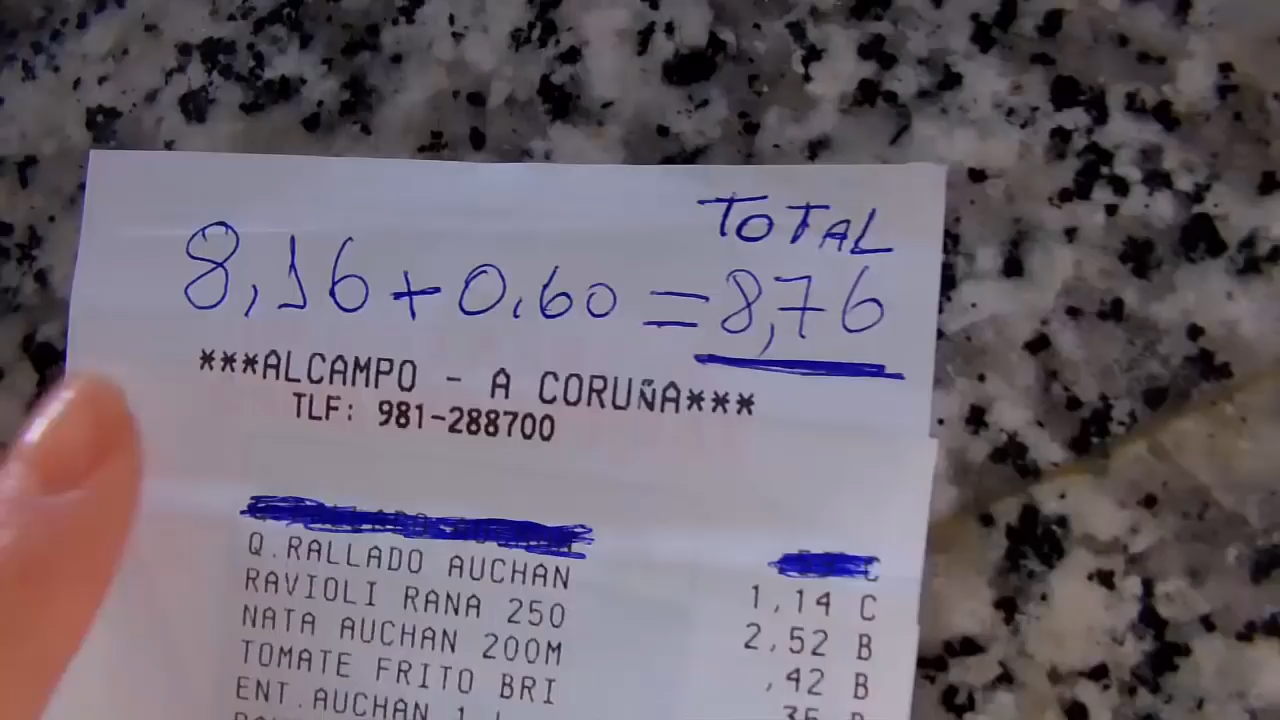 TOTAL
8,16 + 0.60 = 8,76
***ALCAMPO - A CORUÑA***
TLF: 981-288700
C
Q.RALLADO AUCHAN 1,14 C
RAVIOLI RANA 250 2,52 B
NATA AUCHAN 200M ,42 B
TOMATE FRITO BRI
ENT.AUCHAN 1